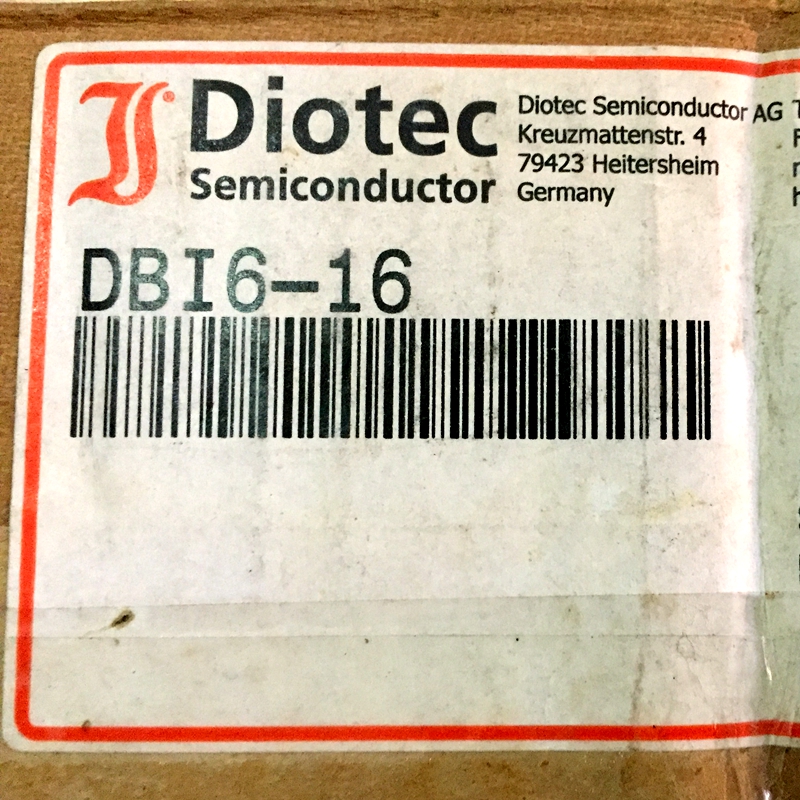 Diotec
Semiconductor
Diotec Semiconductor AG
Kreuzmattenstr. 4
79423 Heitersheim
Germany
DBI6-16